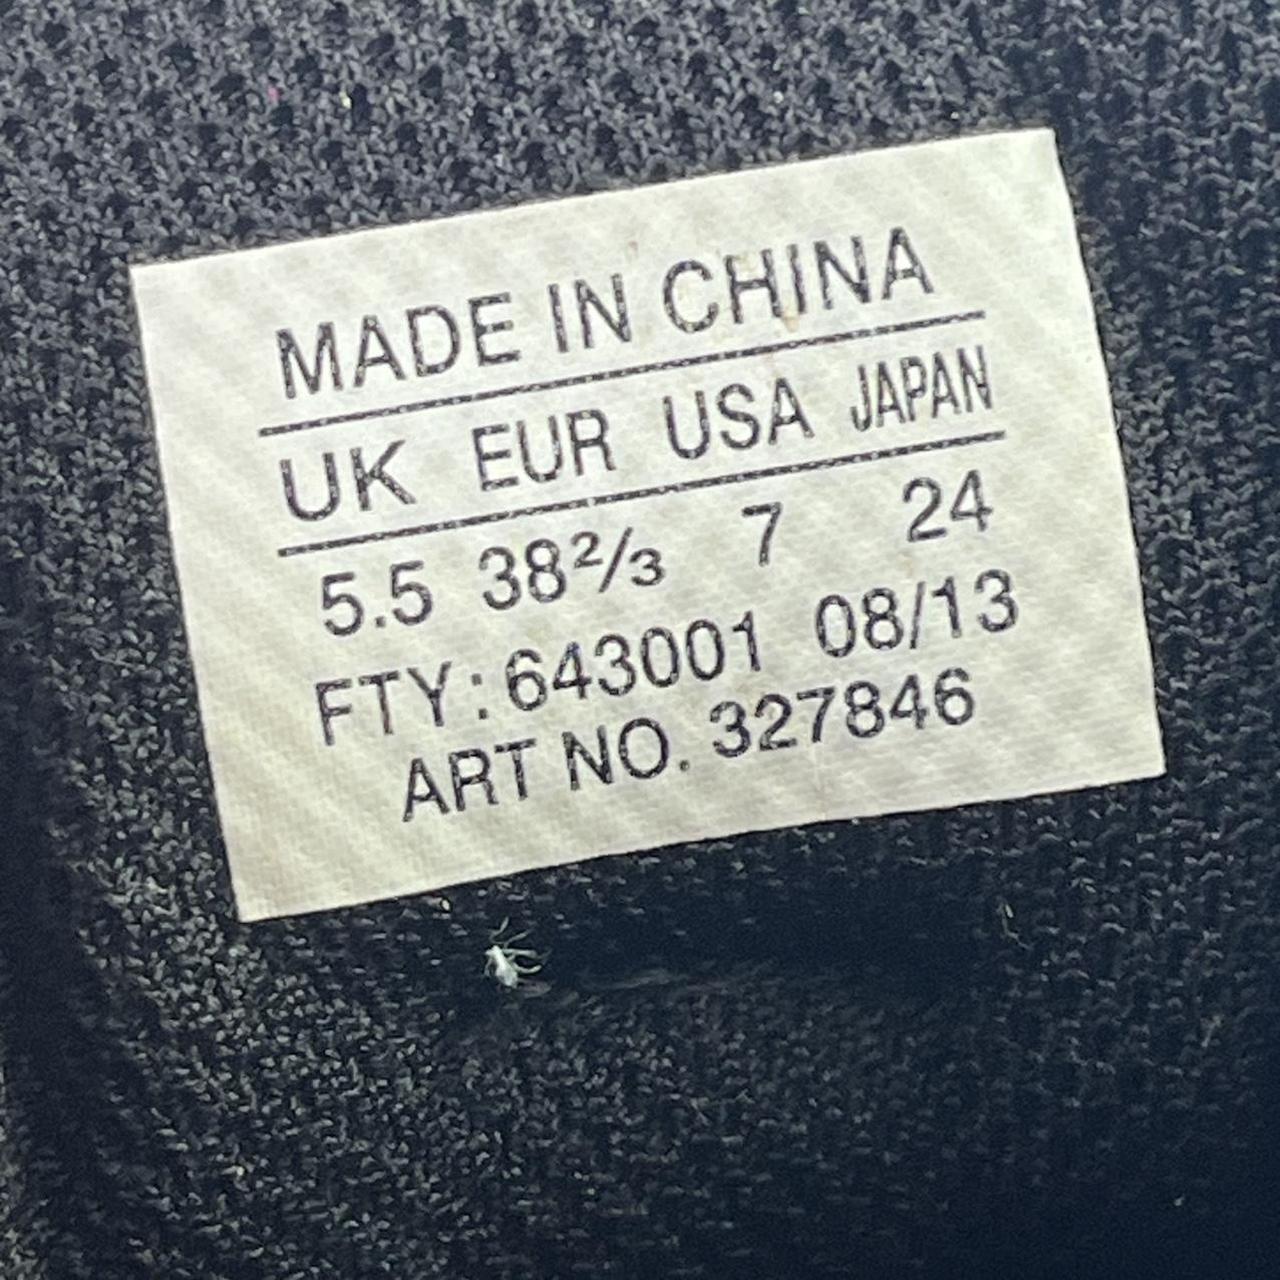 MADE IN CHINA
UK EUR USA JAPAN
5.5 38⅔ 7 24
FTY: 643001 08/13
ART NO. 327846